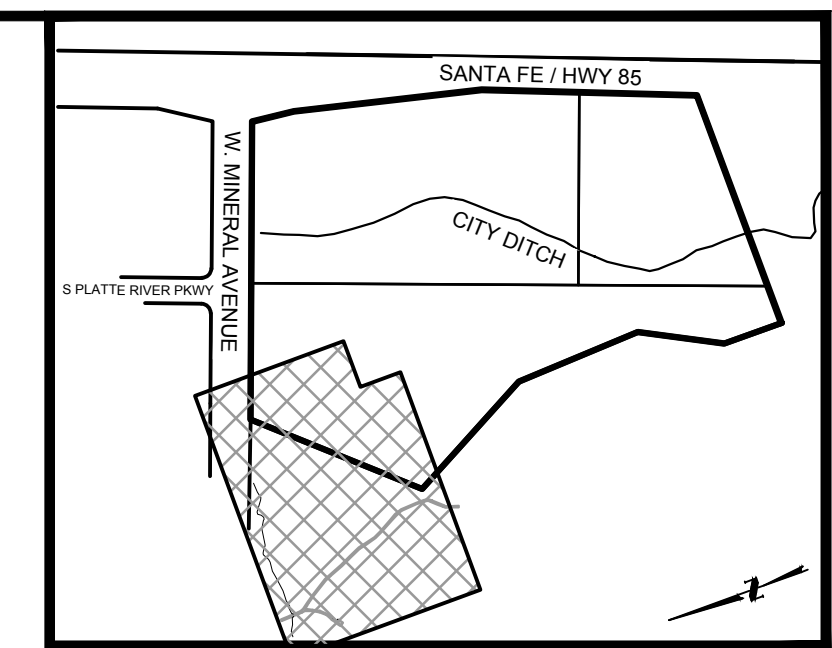 SANTA FE / HWY 85
W. MINERAL AVENUE
CITY DITCH
S PLATTE RIVER PKWY
N